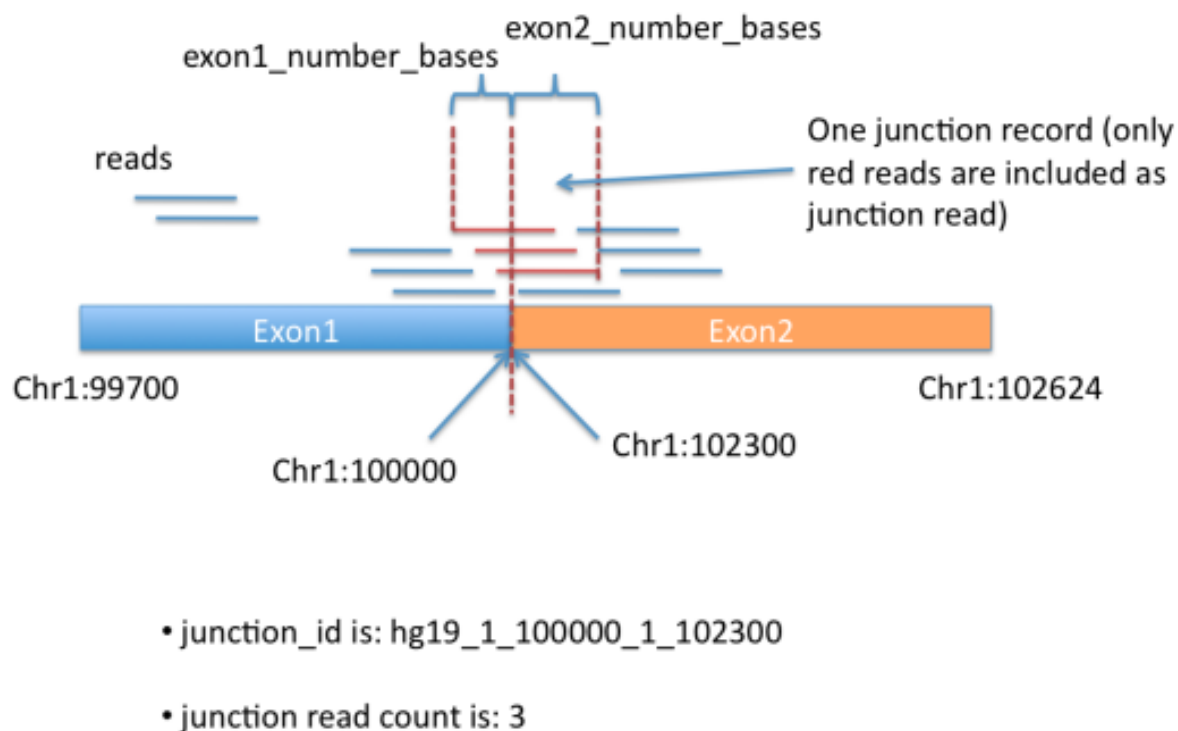 exon2_number_bases
exon1_number_bases
One junction record (only
red reads are included as
junction read)
reads
Exon1
Exon2
Chr1:99700
Chr1:102624
Chr1:102300
Chr1:100000
• junction_id is: hg19_1_100000_1_102300
• junction read count is: 3